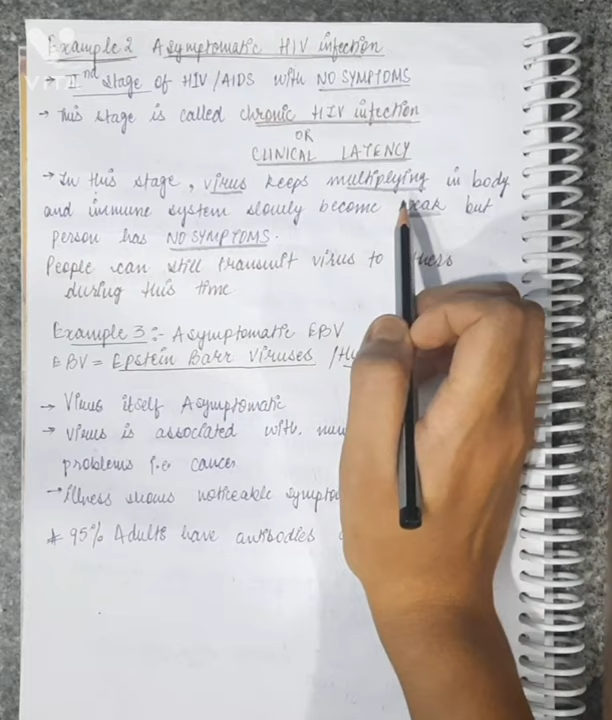 Example 2 Asymptomatic HIV infection
→ IInd stage of HIV/AIDS with NO SYMPTOMS
→ This stage is called chronic HIV infection
OR
CLINICAL LATENCY
→ In this stage, virus keeps multiplying in body
and immune system slowly become weak but
person has NO SYMPTOMS.
People can still transmit virus to
during this time
Example 3:- Asymptomatic EBV
EBV = Epstein Barr Viruses /
→ Virus itself Asymptomatic
→ virus is associated with
problems i.e cancer
→ illness shows noticeable
* 95% Adults have antibodies